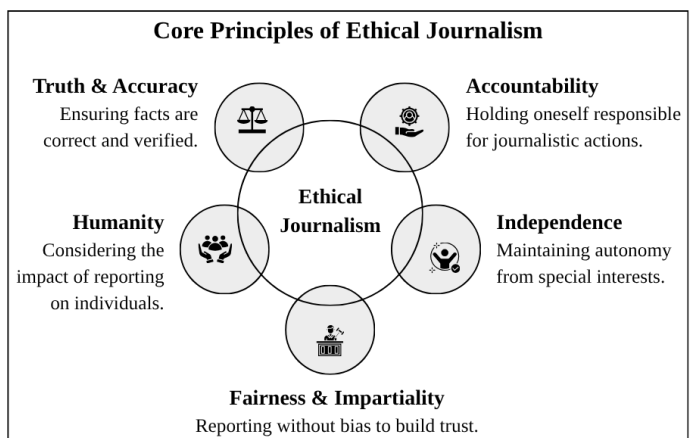 Core Principles of Ethical Journalism
Truth & Accuracy
Ensuring facts are
correct and verified.
Accountability
Holding oneself responsible
for journalistic actions.
Ethical
Journalism
Humanity
Considering the
impact of reporting
on individuals.
Independence
Maintaining autonomy
from special interests.
Fairness & Impartiality
Reporting without bias to build trust.